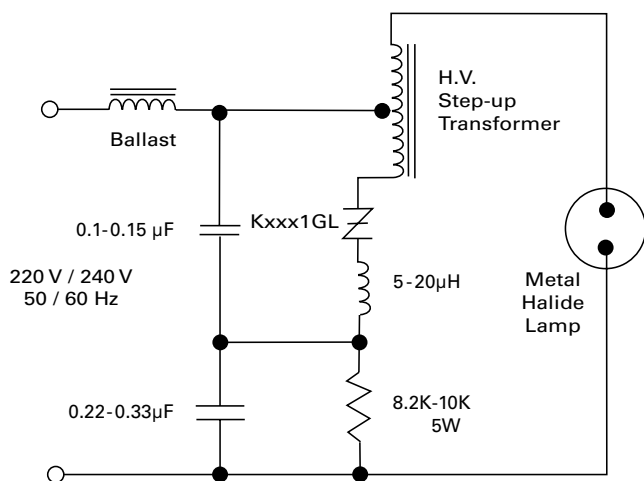 H.V.
Step-up
Transformer
Ballast
0.1-0.15 µF
Kxxx1GL
220 V / 240 V
50 / 60 Hz
5-20µH
Metal
Halide
Lamp
0.22-0.33µF
8.2K-10K
5W